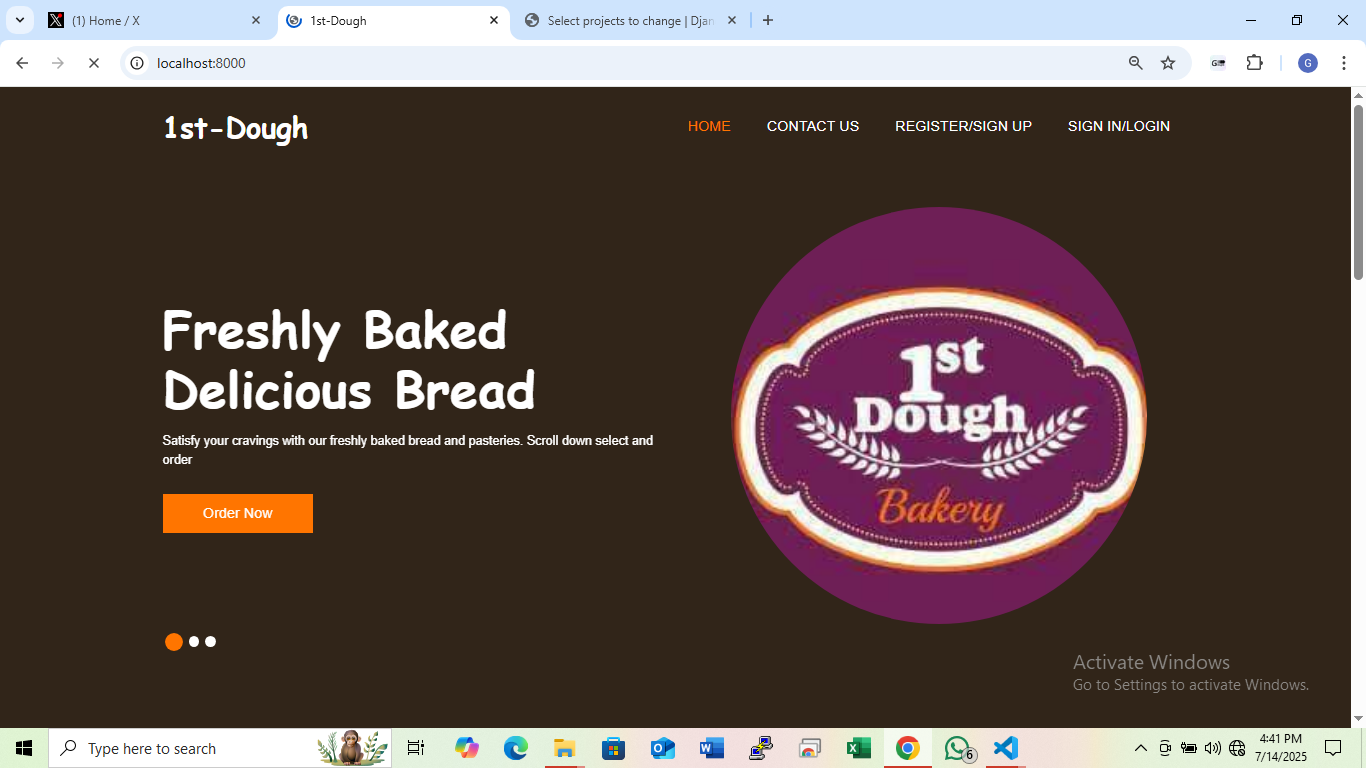 (1) Home / X
1st-Dough
Select projects to change | Djan
localhost:8000
G
1st-Dough
HOME
CONTACT US
REGISTER/SIGN UP
SIGN IN/LOGIN
Freshly Baked
Delicious Bread
Satisfy your cravings with our freshly baked bread and pasteries. Scroll down select and
order
Order Now
1st
Dough
Bakery
Activate Windows
Go to Settings to activate Windows.
Type here to search
6
4:41 PM
7/14/2025